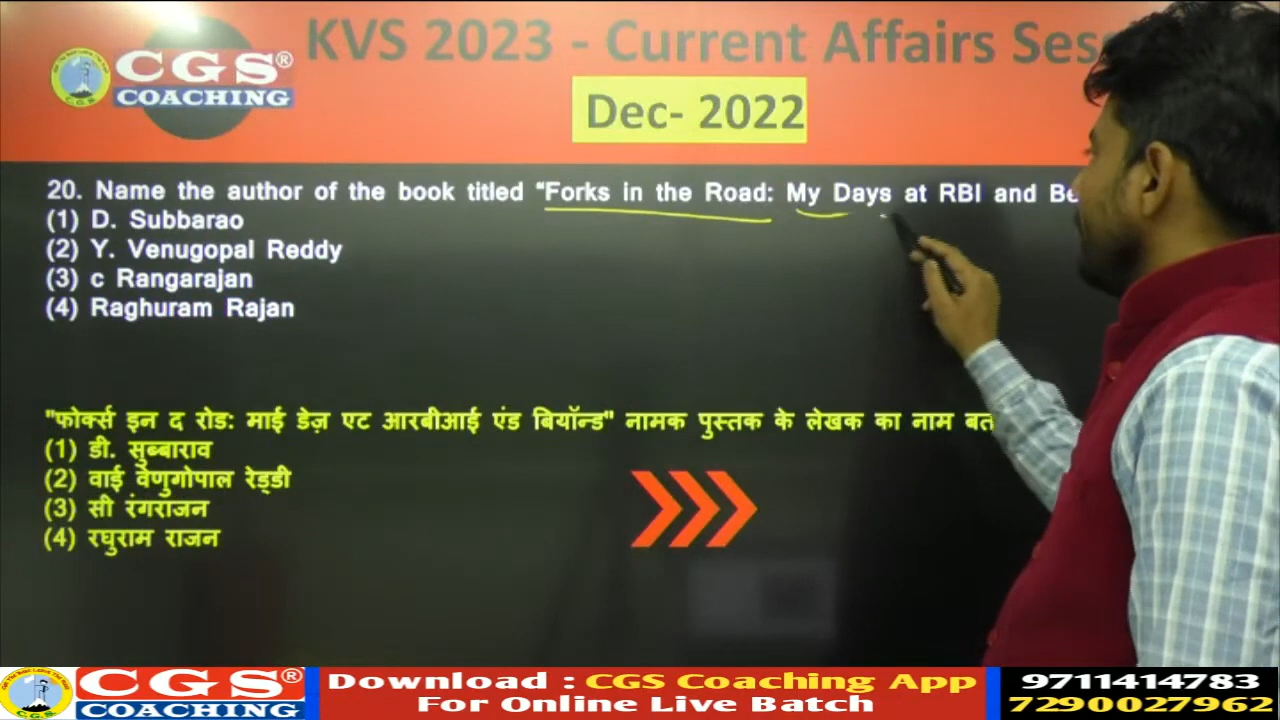 CGS®
COACHING
KVS 2023 - Current Affairs Sess
Dec- 2022
20. Name the author of the book titled “Forks in the Road: My Days at RBI and Be
(1) D. Subbarao
(2) Y. Venugopal Reddy
(3) c Rangarajan
(4) Raghuram Rajan
"फोर्क्स इन द रोड: माई डेज़ एट आरबीआई एंड बियॉन्ड" नामक पुस्तक के लेखक का नाम बत
(1) डी. सुब्बाराव
(2) वाई वेणुगोपाल रेड्डी
(3) सी रंगराजन
(4) रघुराम राजन
CGS®
COACHING
Download : CGS Coaching App
For Online Live Batch
9711414783
7290027962